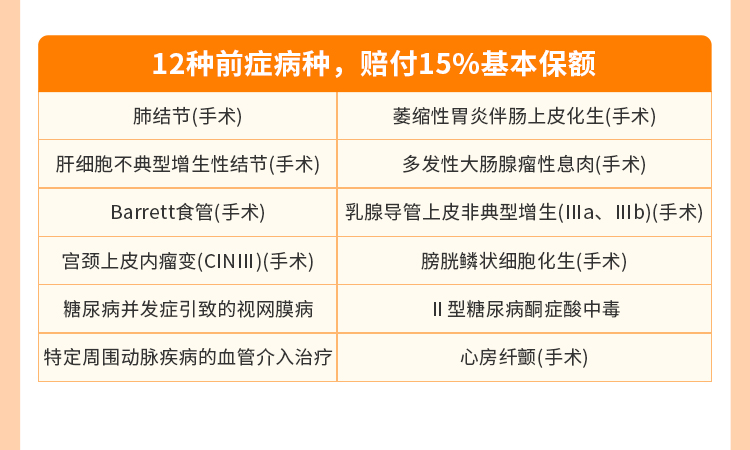 12种前症病种，赔付15%基本保额
肺结节(手术)
萎缩性胃炎伴肠上皮化生(手术)
肝细胞不典型增生性结节(手术)
多发性大肠腺瘤性息肉(手术)
Barrett食管(手术)
乳腺导管上皮非典型增生(Ⅲa、Ⅲb)(手术)
宫颈上皮内瘤变(CINⅢ)(手术)
膀胱鳞状细胞化生(手术)
糖尿病并发症引致的视网膜病
Ⅱ型糖尿病酮症酸中毒
特定周围动脉疾病的血管介入治疗
心房纤颤(手术)